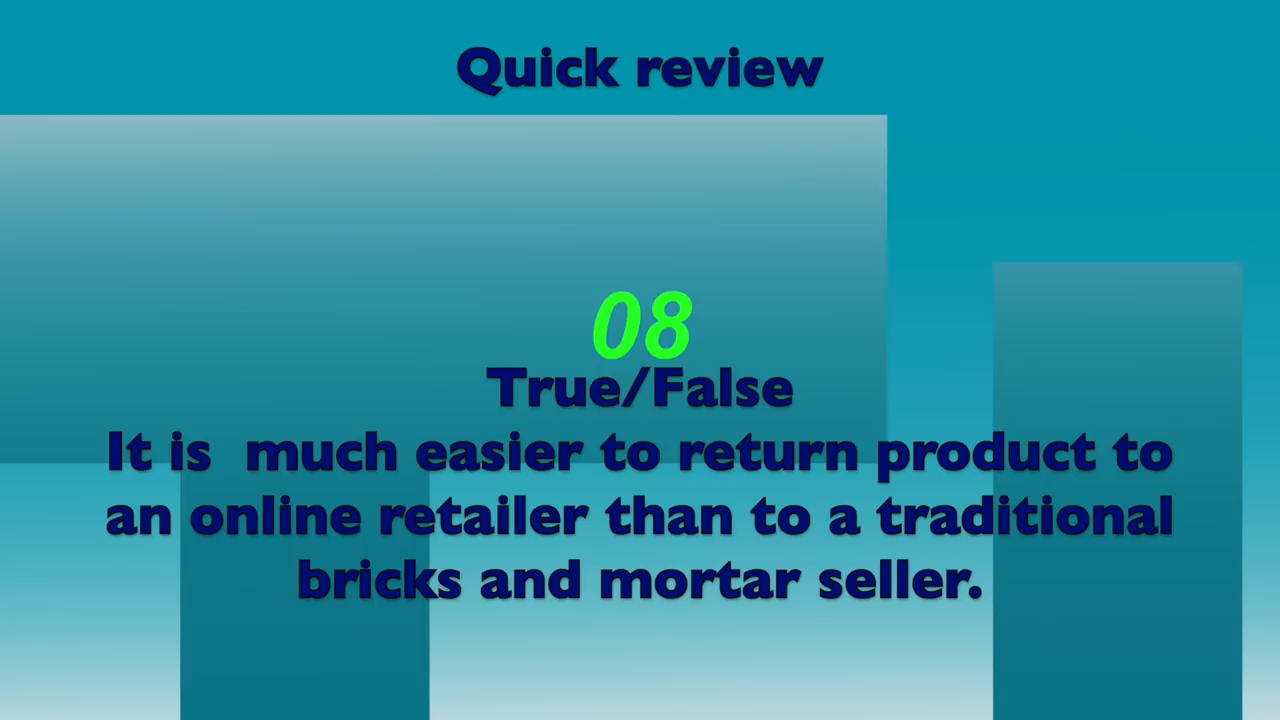 Quick review
08
True/False
It is  much easier to return product to
an online retailer than to a traditional
bricks and mortar seller.